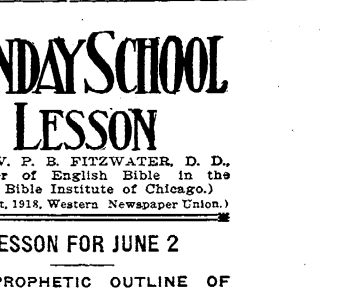 NDAY SCHOOL
LESSON
V. P. B. FITZWATER, D. D.,
r of English Bible in the
Bible Institute of Chicago.)
t, 1918, Western Newspaper Union.)
ESSON FOR JUNE 2
PROPHETIC OUTLINE OF